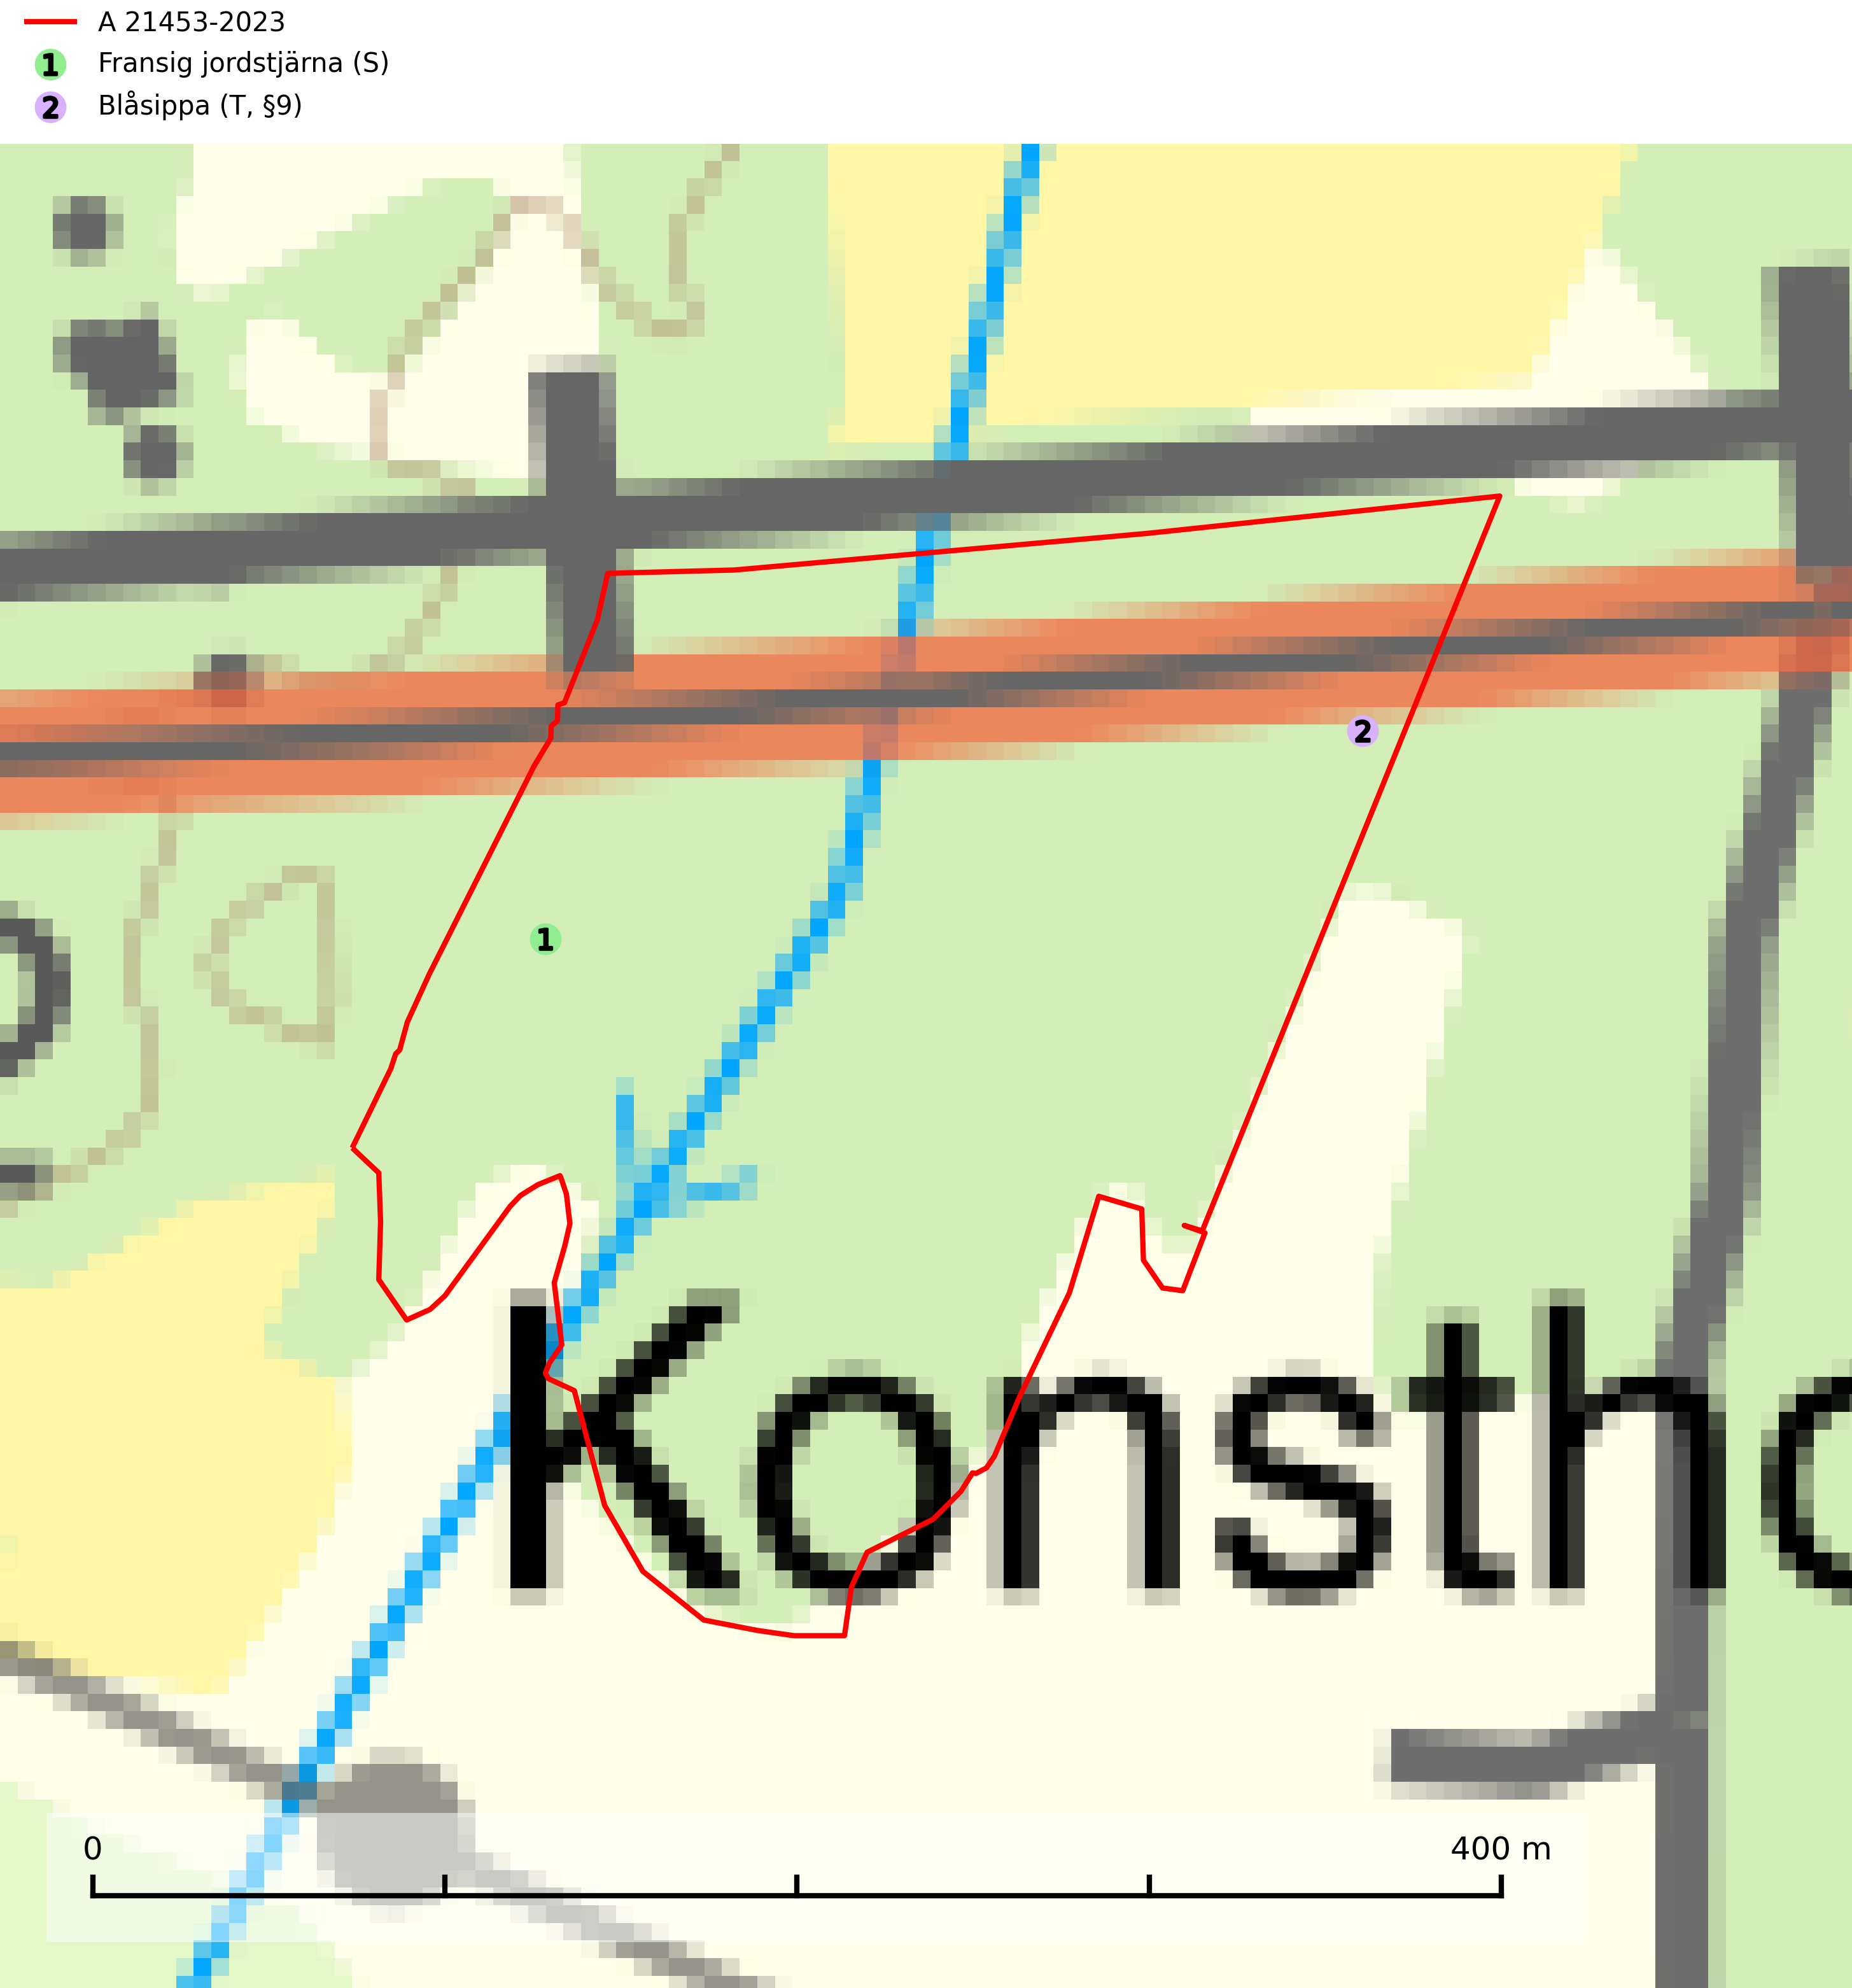 A 21453-2023
1 Fransig jordstjärna (S)
2 Blåsippa (T, §9)
2
1
Konsth
0 400 m